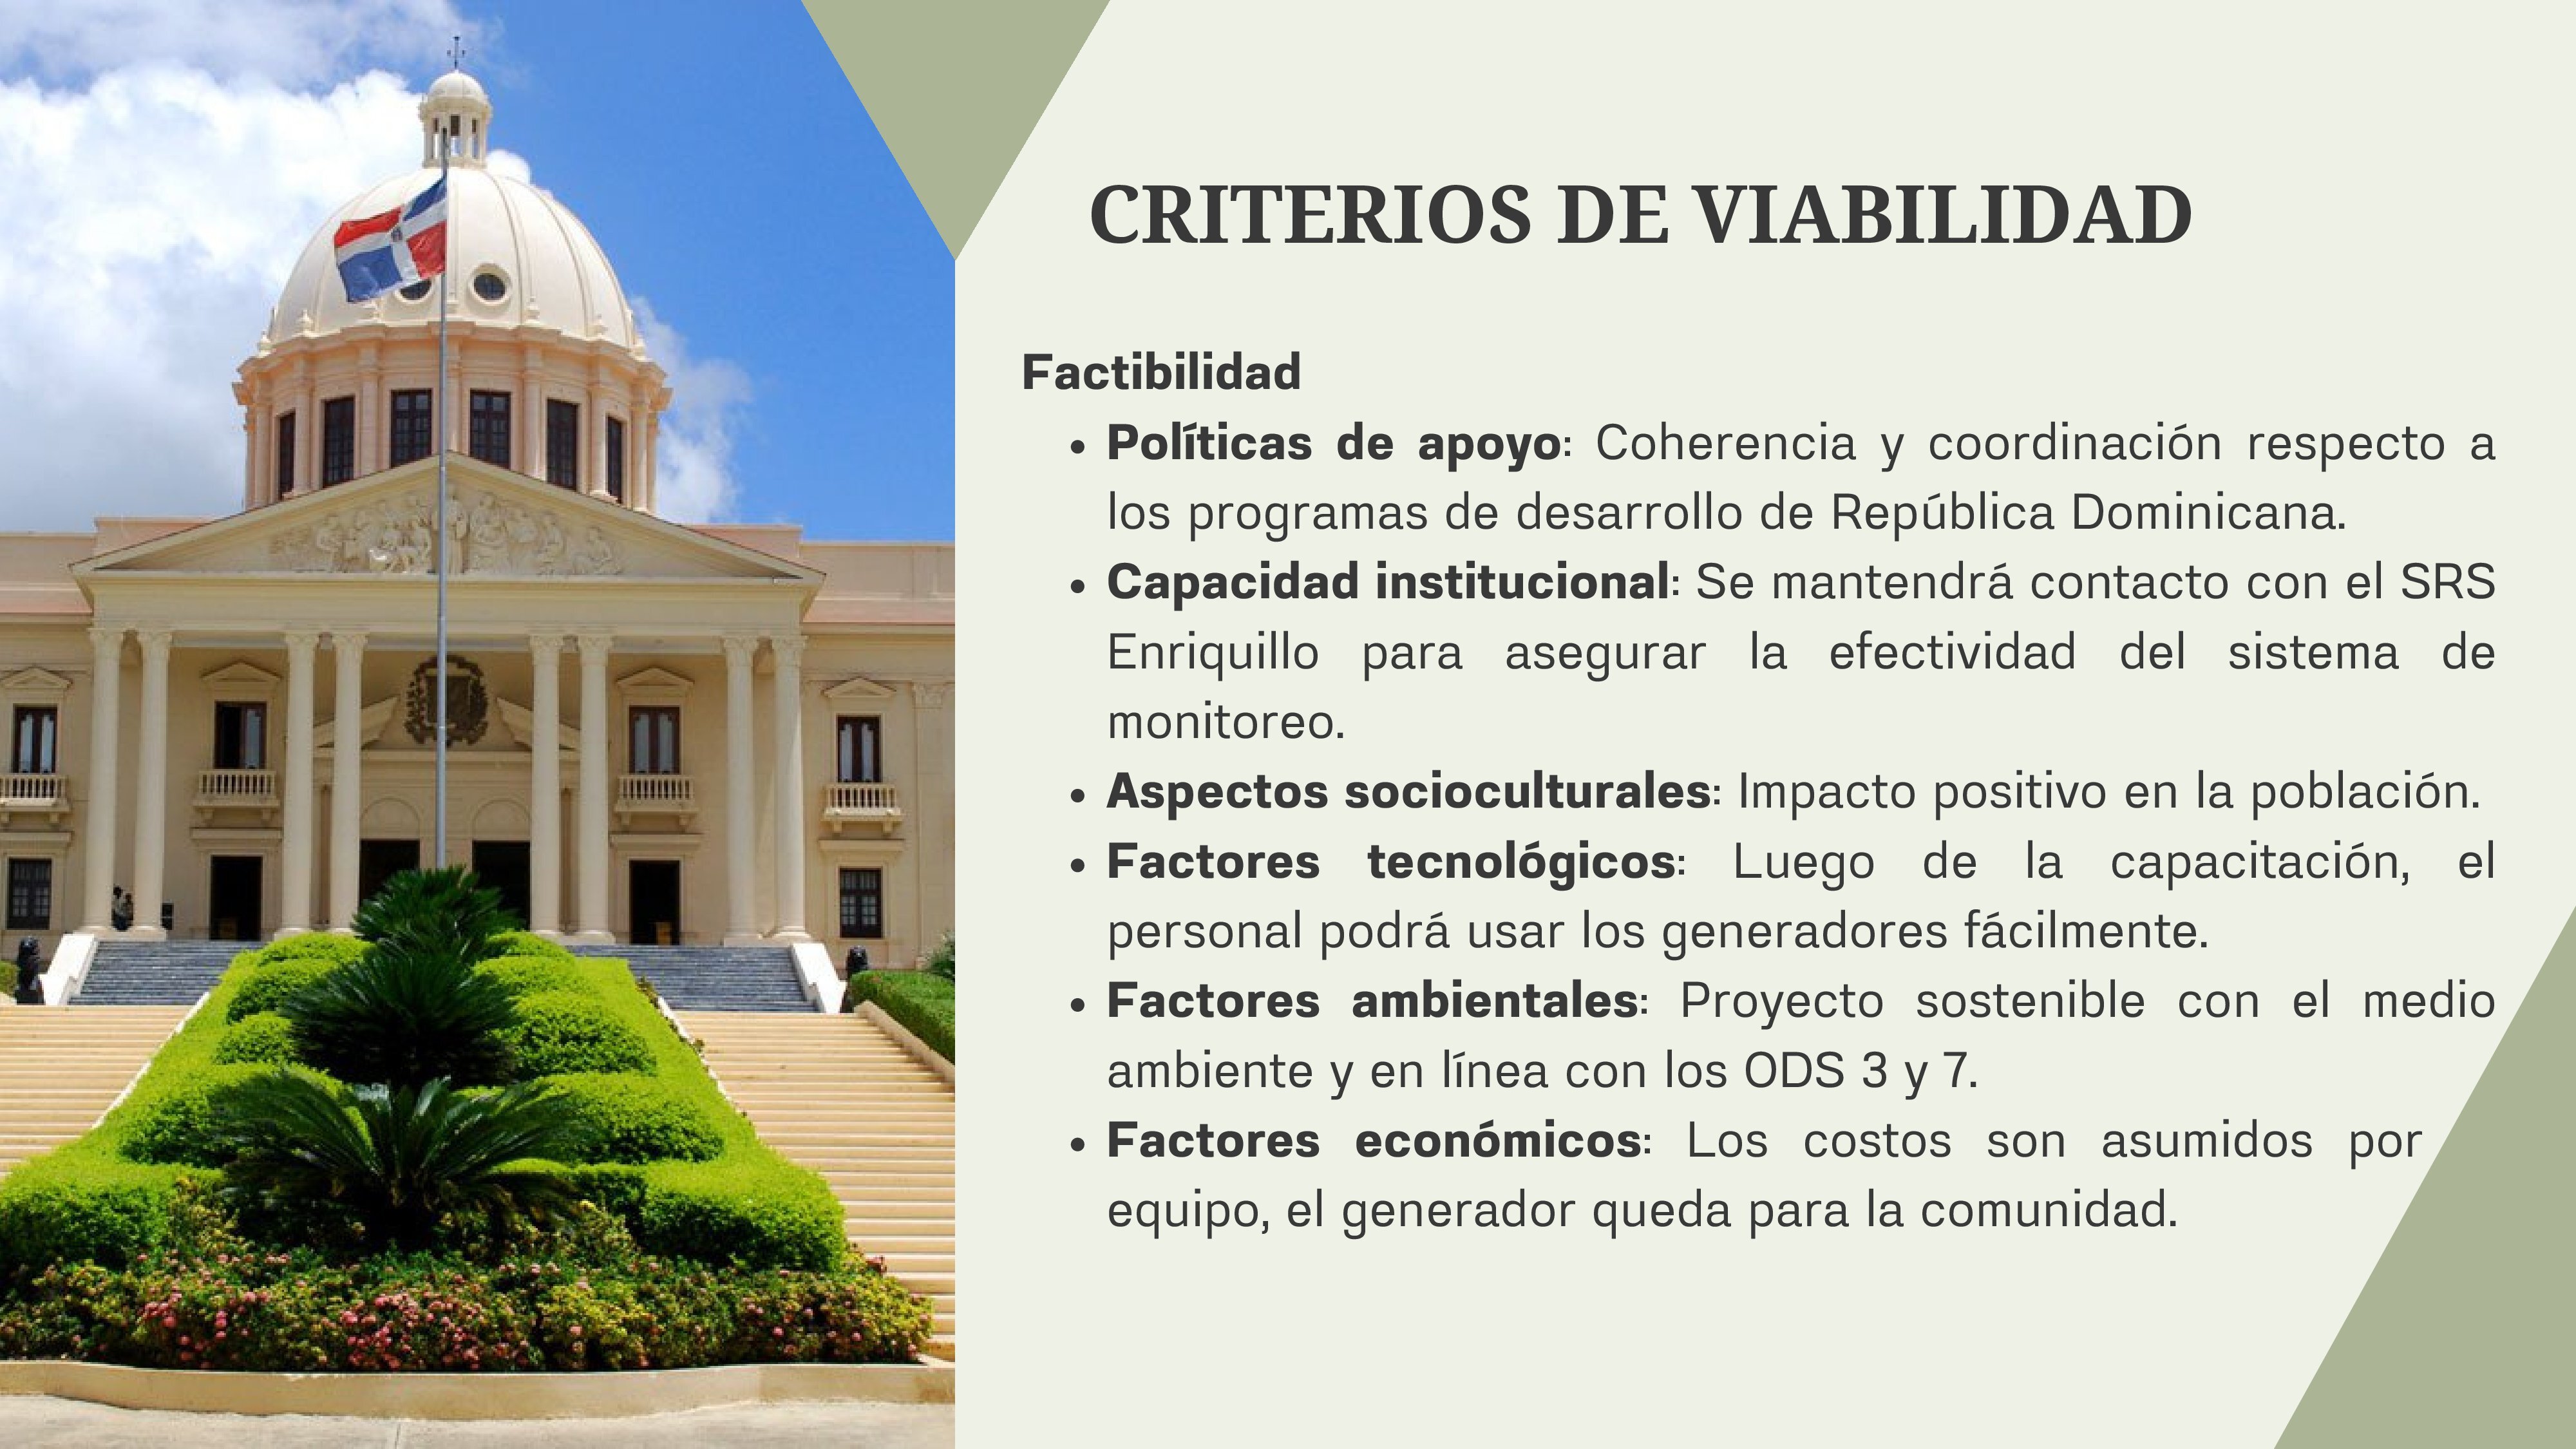 CRITERIOS DE VIABILIDAD
Factibilidad
• Políticas de apoyo: Coherencia y coordinación respecto a
los programas de desarrollo de República Dominicana.
• Capacidad institucional: Se mantendrá contacto con el SRS
Enriquillo para asegurar la efectividad del sistema de
monitoreo.
• Aspectos socioculturales: Impacto positivo en la población.
• Factores tecnológicos: Luego de la capacitación, el
personal podrá usar los generadores fácilmente.
• Factores ambientales: Proyecto sostenible con el medio
ambiente y en línea con los ODS 3 y 7.
• Factores económicos: Los costos son asumidos por
equipo, el generador queda para la comunidad.